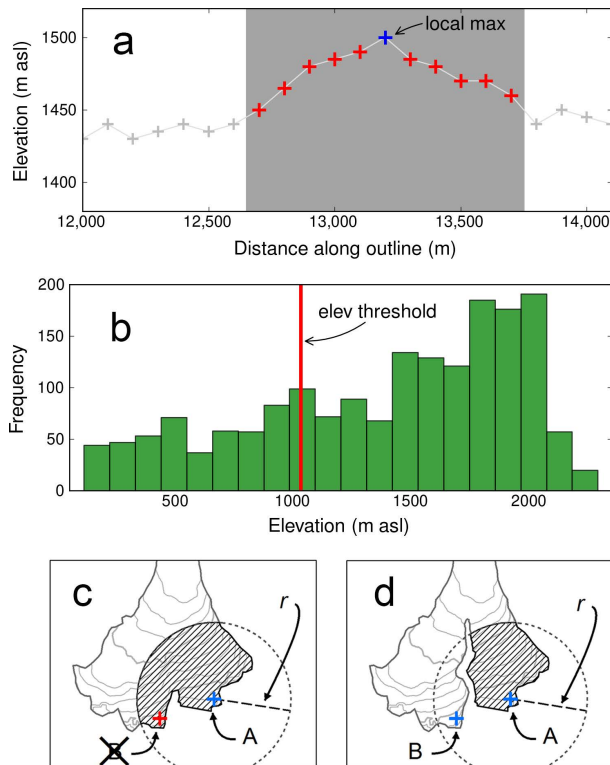 a
local max
Elevation (m asl)
1500
1450
1400
12,000
12,500
13,000
13,500
14,000
Distance along outline (m)
b
elev threshold
Frequency
200
150
100
50
0
500
1000
1500
2000
Elevation (m asl)
c
r
B
A
d
r
B
A